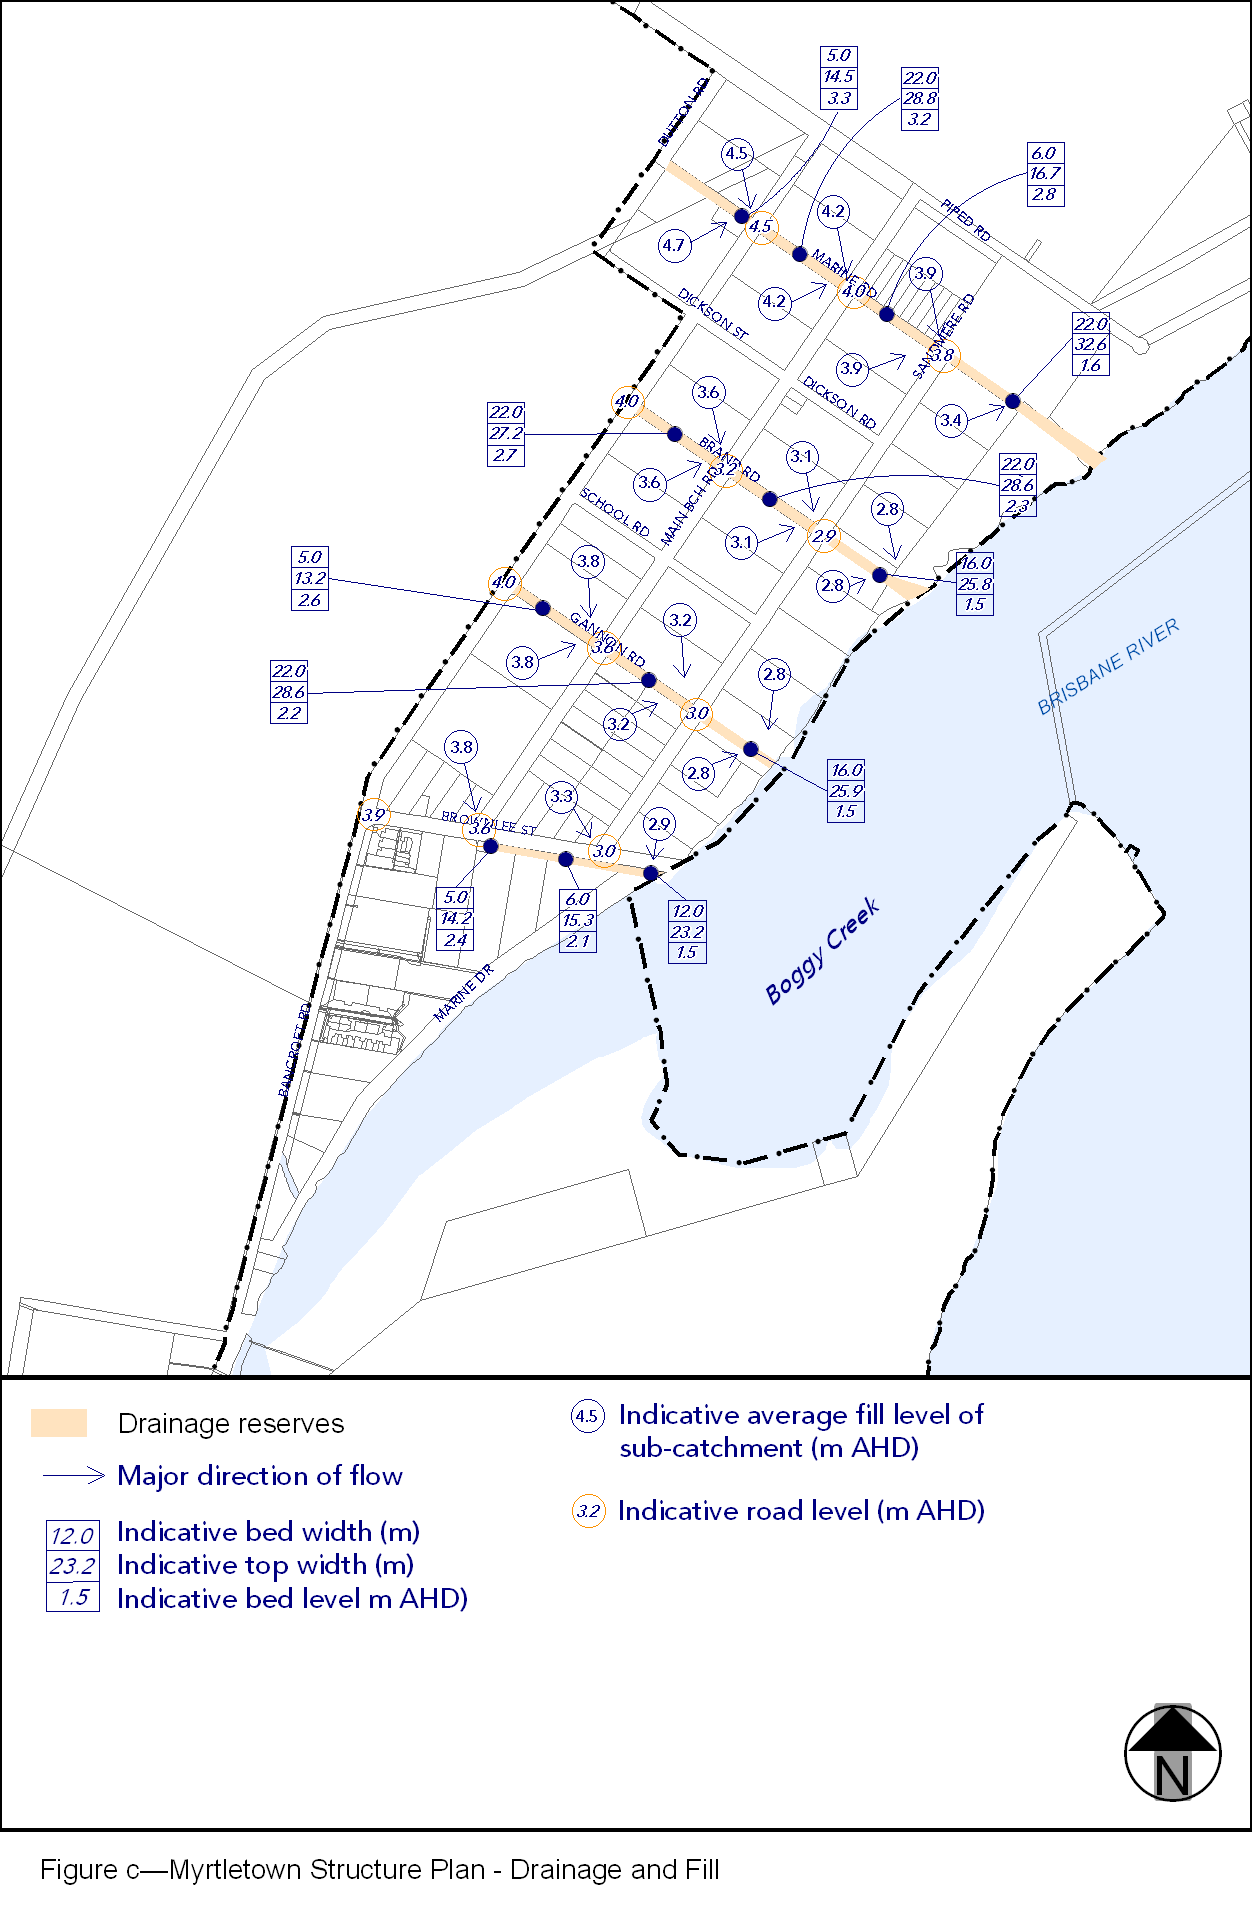 5.0
14.5
3.3
22.0
28.8
3.2
6.0
16.7
2.8
DUTTON RD
4.5
4.2
PIPED RD
4.5
4.7
MARINE RD
3.9
4.2
4.0
DICKSON ST
SANDMERE RD
22.0
32.6
1.6
3.8
3.9
DICKSON RD
3.6
4.0
3.4
22.0
27.2
2.7
BRAND RD
3.1
22.0
28.6
2.3
3.2
3.6
MAIN BCH RD
SCHOOL RD
2.8
3.1
2.9
5.0
13.2
2.6
3.8
4.0
2.8
16.0
25.8
1.5
GANNON RD
3.2
3.6
3.8
BRISBANE RIVER
22.0
28.6
2.2
2.8
3.0
3.2
3.8
2.8
16.0
25.9
1.5
3.3
3.9
BROWNLEE ST
3.6
2.9
3.0
5.0
14.2
2.4
6.0
15.3
2.1
12.0
23.2
1.5
Boggy Creek
MARINE DR
BANCROFT RD
Drainage reserves
Major direction of flow
12.0 Indicative bed width (m)
23.2 Indicative top width (m)
1.5 Indicative bed level m AHD)
4.5 Indicative average fill level of
sub-catchment (m AHD)
3.2 Indicative road level (m AHD)
N
Figure c—Myrtletown Structure Plan - Drainage and Fill